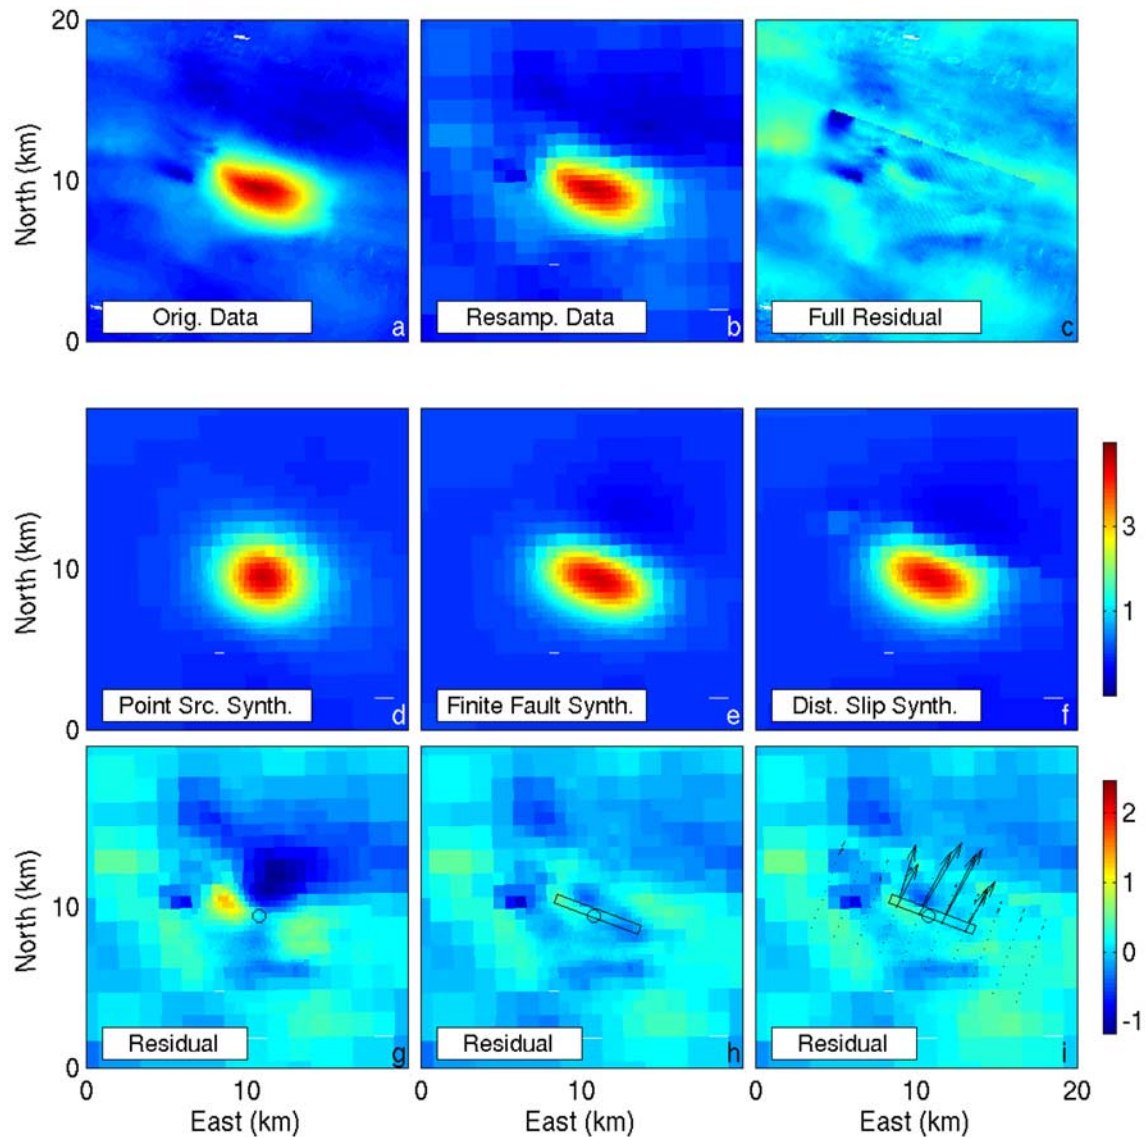 20
North (km)
10
0
Orig. Data
a
Resamp. Data
b
Full Residual
c
North (km)
10
0
Point Src. Synth.
d
Finite Fault Synth.
e
Dist. Slip Synth.
f
3
1
North (km)
10
0
Residual
g
Residual
h
Residual
i
2
0
-1
0
10
0
10
0
10
20
East (km)
East (km)
East (km)